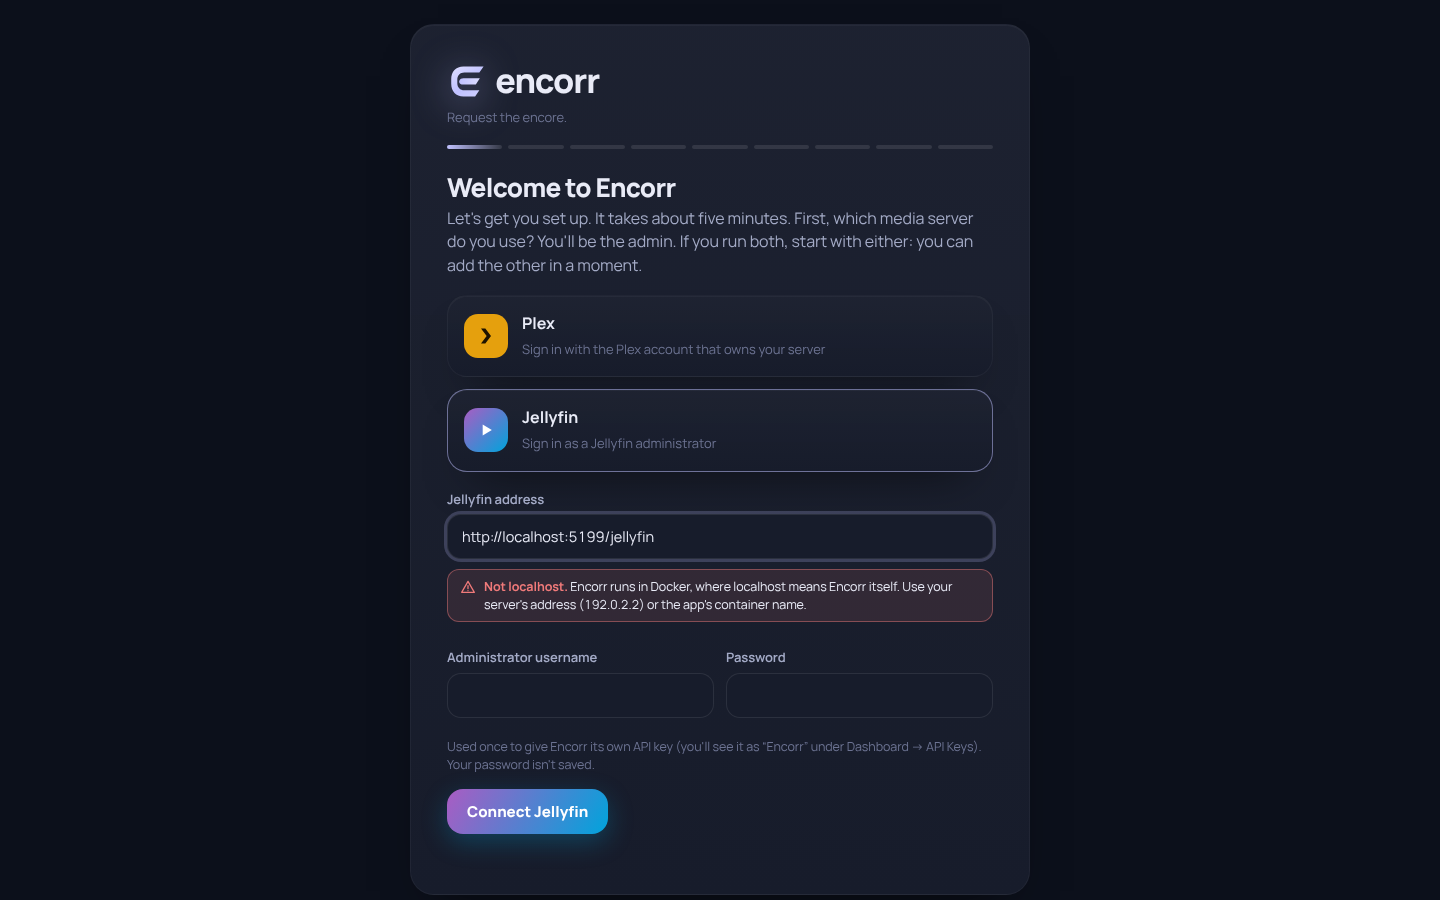 encorr
Request the encore.
Welcome to Encorr
Let's get you set up. It takes about five minutes. First, which media server
do you use? You'll be the admin. If you run both, start with either: you can
add the other in a moment.
Plex
Sign in with the Plex account that owns your server
Jellyfin
Sign in as a Jellyfin administrator
Jellyfin address
http://localhost:5199/jellyfin
Not localhost. Encorr runs in Docker, where localhost means Encorr itself. Use your
server's address (192.0.2.2) or the app's container name.
Administrator username
Password
Used once to give Encorr its own API key (you'll see it as “Encorr” under Dashboard → API Keys).
Your password isn't saved.
Connect Jellyfin